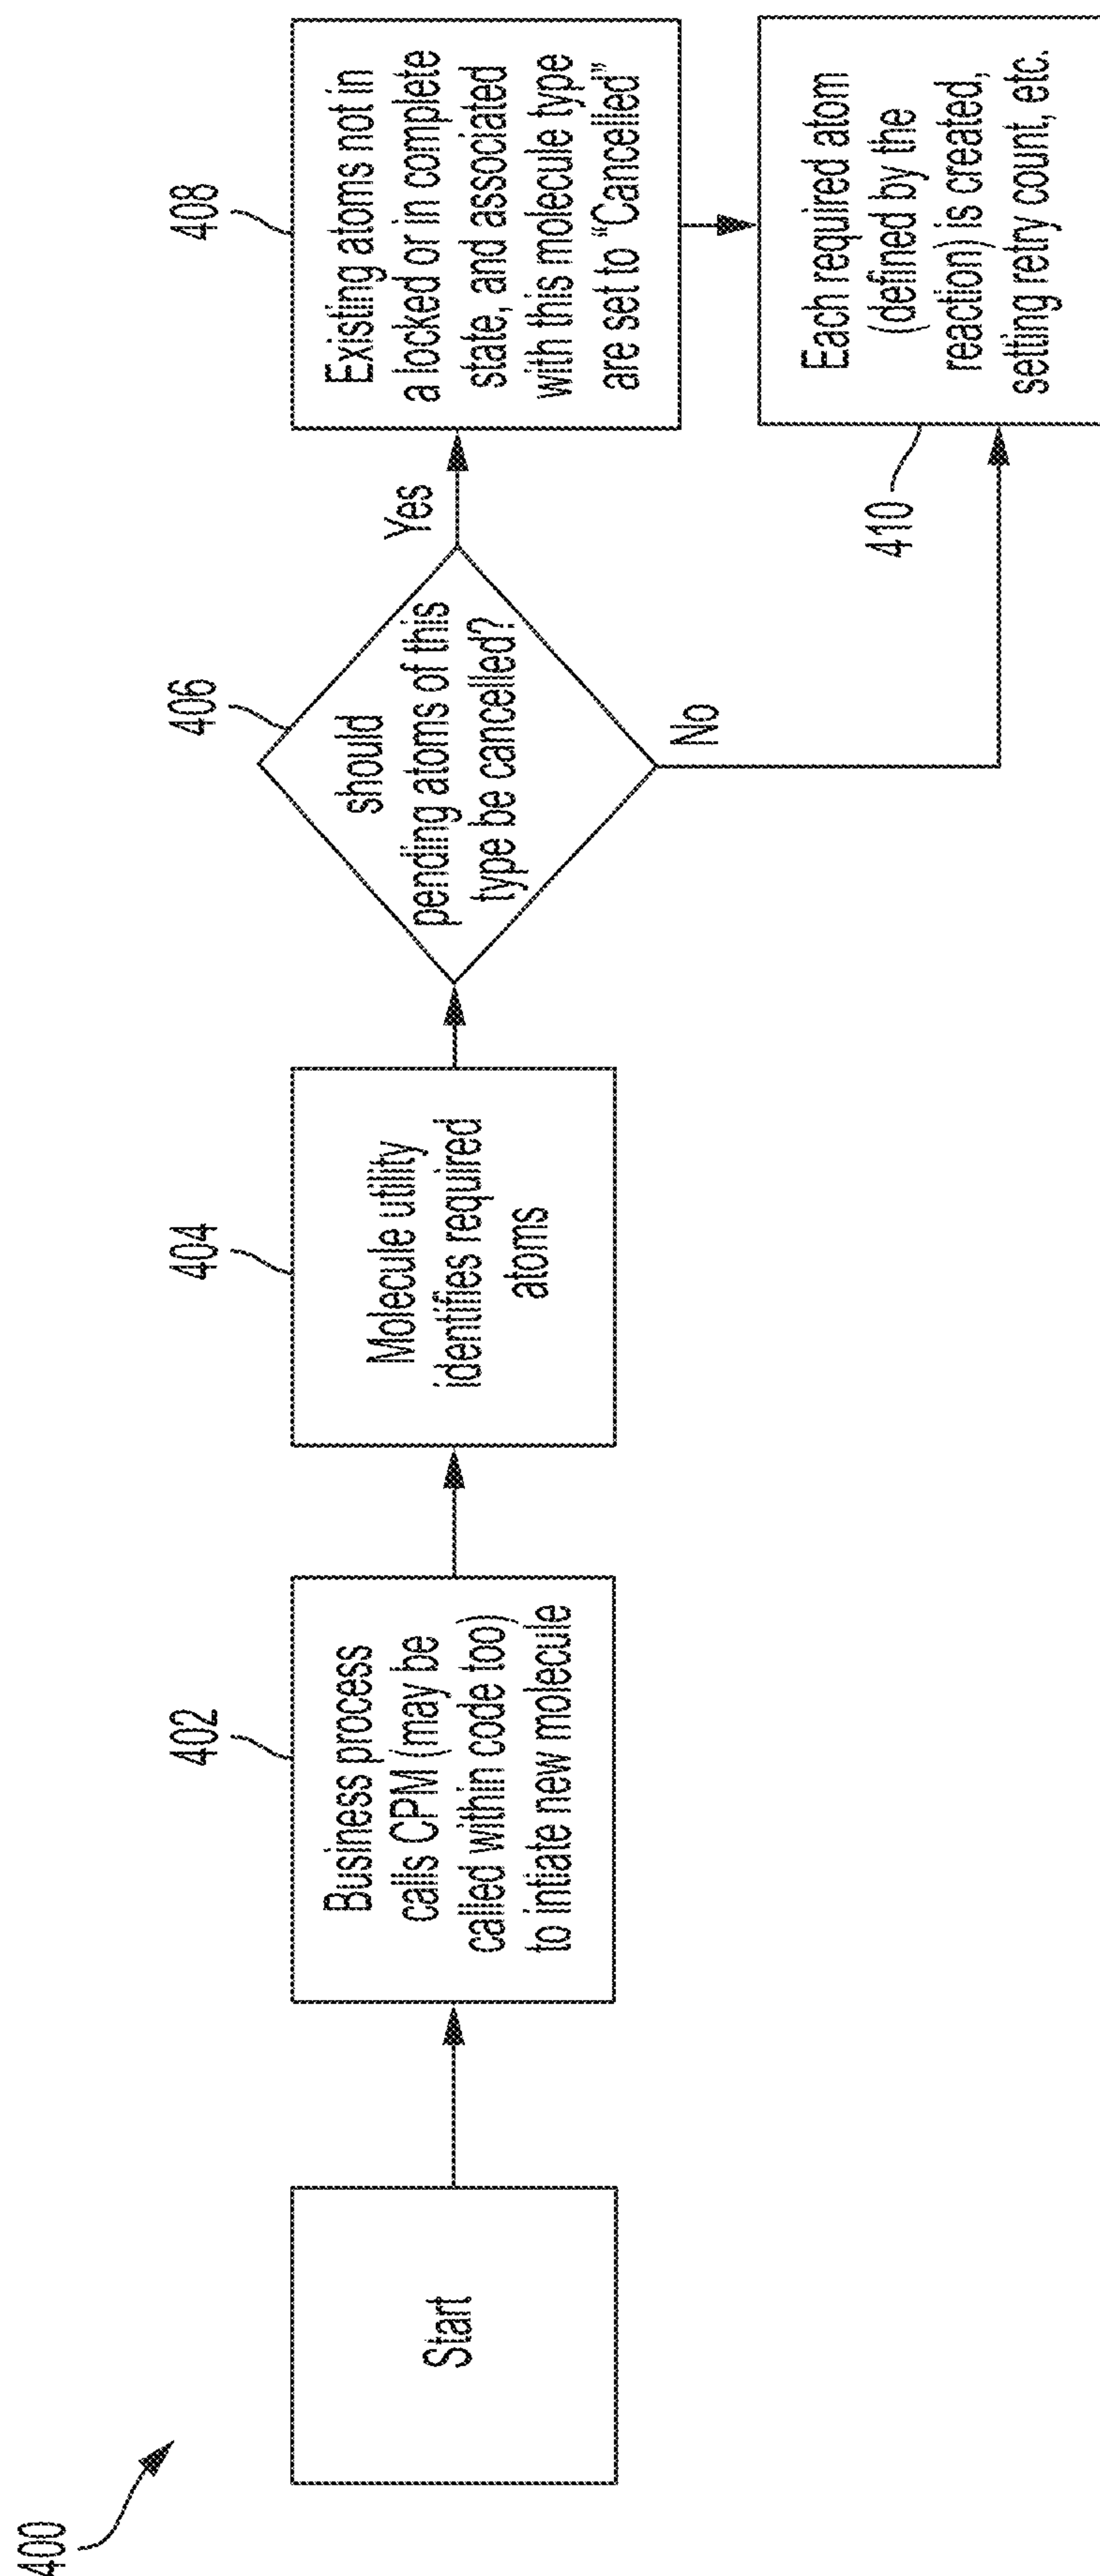 400
Start
402
Business process
calls CPM (may be
called within code too)
to intiate new molecule
404
Molecule utility
identifies required
atoms
406
should
pending atoms of this
type be cancelled?
Yes
No
408
Existing atoms not in
a locked or in complete
state, and associated
with this molecule type
are set to “Cancelled”
410
Each required atom
(defined by the
reaction) is created,
setting retry count, etc.